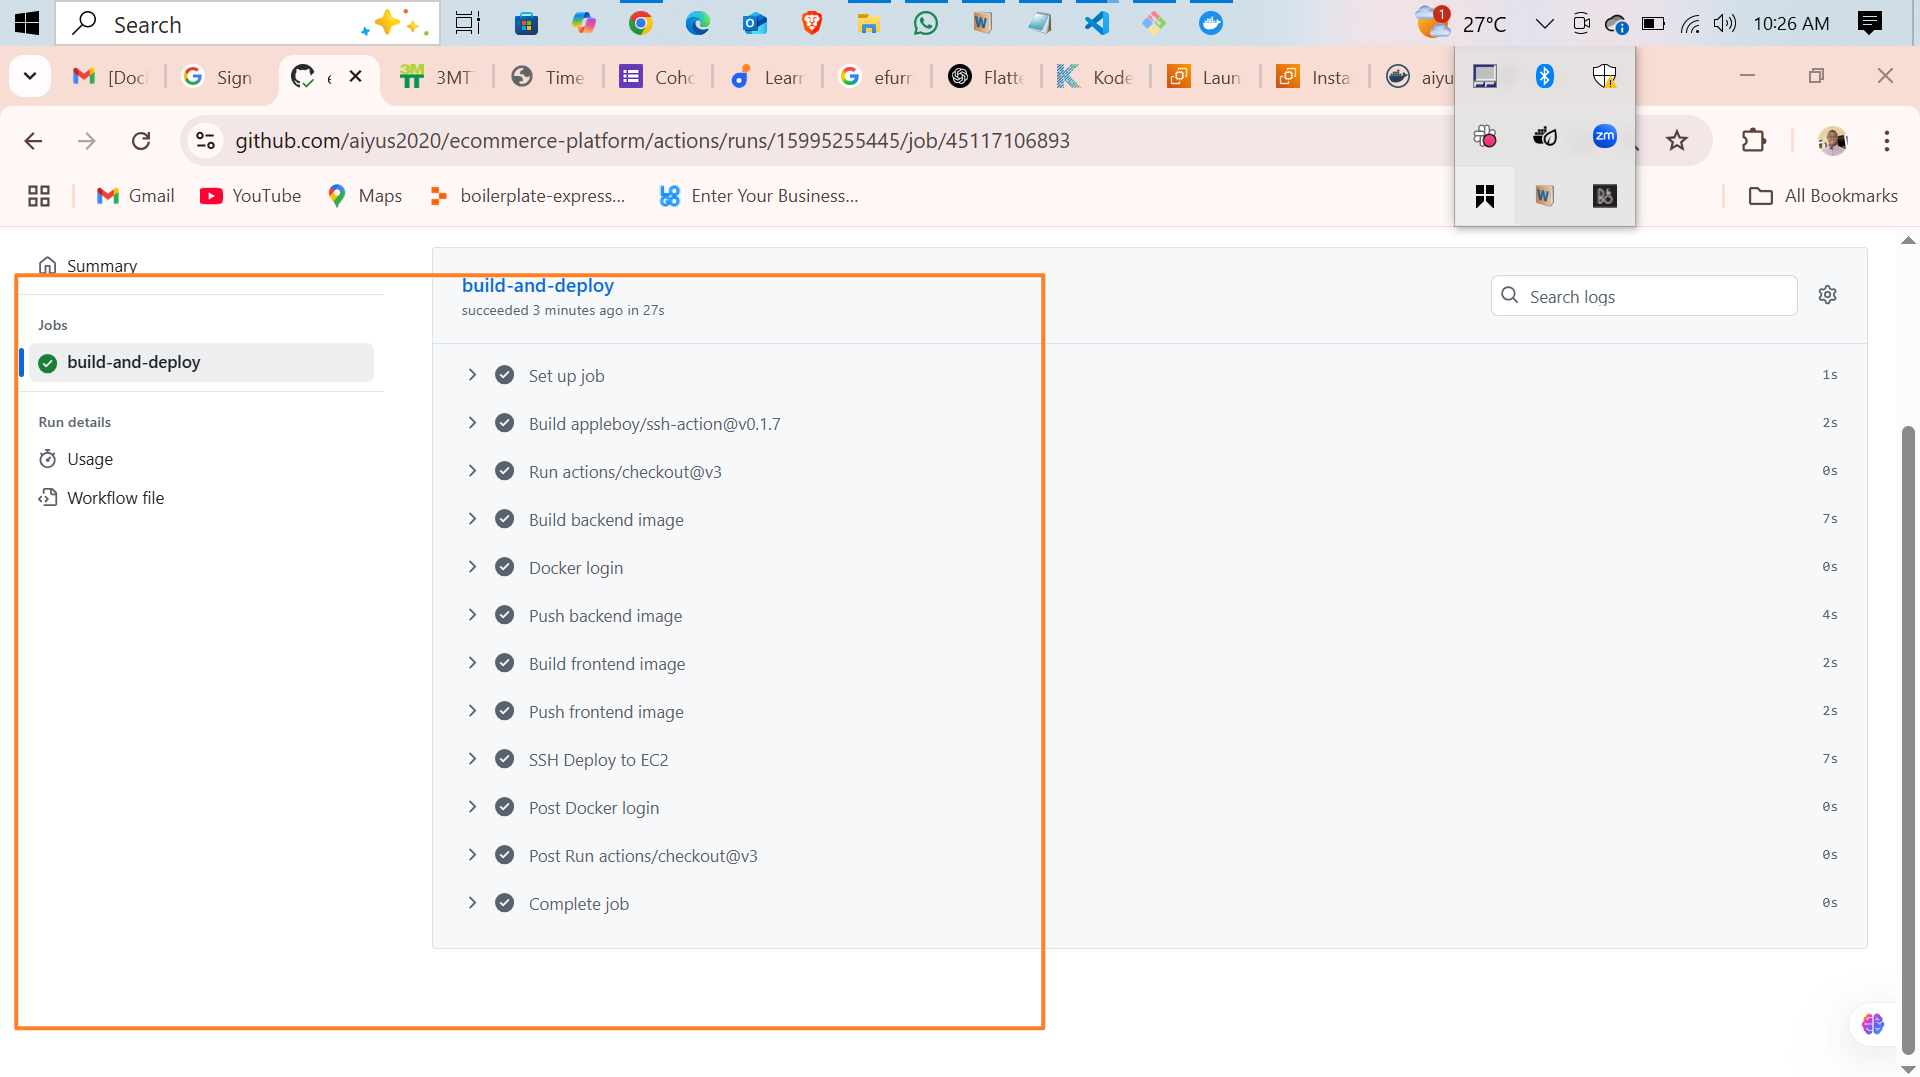 Search
27°C
1
10:26 AM
[Docl
Sign
e
3MT
Time
Coho
Learn
efurr
Flatte
Kode
Laun
Insta
aiyu
github.com/aiyus2020/ecommerce-platform/actions/runs/15995255445/job/45117106893
zm
Gmail
YouTube
Maps
boilerplate-express...
Enter Your Business...
W
All Bookmarks
Summary
build-and-deploy
succeeded 3 minutes ago in 27s
Search logs
Jobs
build-and-deploy
Run details
Usage
Workflow file
Set up job 1s
Build appleboy/ssh-action@v0.1.7 2s
Run actions/checkout@v3 0s
Build backend image 7s
Docker login 0s
Push backend image 4s
Build frontend image 2s
Push frontend image 2s
SSH Deploy to EC2 7s
Post Docker login 0s
Post Run actions/checkout@v3 0s
Complete job 0s